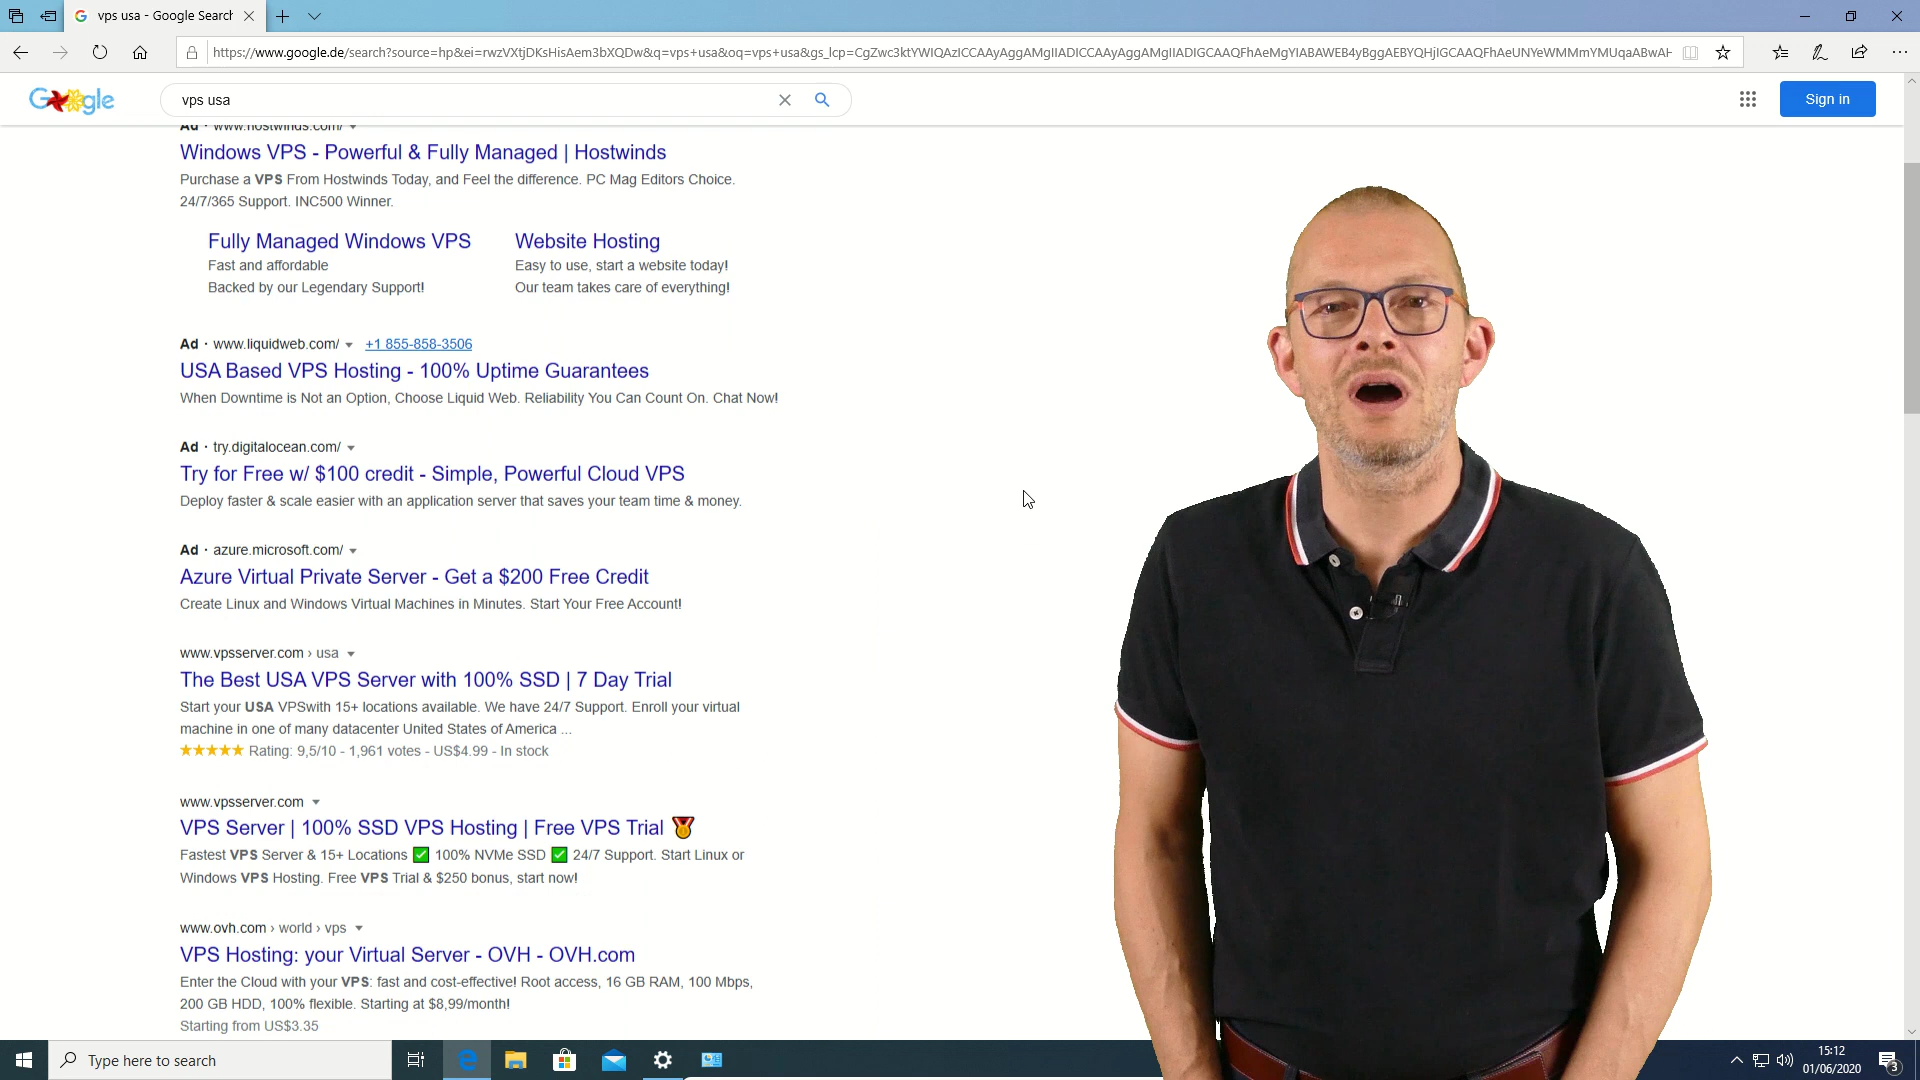 vps usa - Google Search
https://www.google.de/search?source=hp&ei=rwzVXtjDKsHisAem3bXQDw&q=vps+usa&oq=vps+usa&gs_lcp=CgZwc3ktYWIQAzICCAAyAggAMgIIADICCAAyAggAMgIIADIGCAAQFhAeMgYIABAWEB4yBggAEBYQHjIGCAAQFhAeUNYeWMMmYMUqaABwAH
Google
vps usa
Sign in
Ad · www.hostwinds.com/
Windows VPS - Powerful & Fully Managed | Hostwinds
Purchase a VPS From Hostwinds Today, and Feel the difference. PC Mag Editors Choice.
24/7/365 Support. INC500 Winner.
Fully Managed Windows VPS
Fast and affordable
Backed by our Legendary Support!
Website Hosting
Easy to use, start a website today!
Our team takes care of everything!
Ad · www.liquidweb.com/ +1 855-858-3506
USA Based VPS Hosting - 100% Uptime Guarantees
When Downtime is Not an Option, Choose Liquid Web. Reliability You Can Count On. Chat Now!
Ad · try.digitalocean.com/
Try for Free w/ $100 credit - Simple, Powerful Cloud VPS
Deploy faster & scale easier with an application server that saves your team time & money.
Ad · azure.microsoft.com/
Azure Virtual Private Server - Get a $200 Free Credit
Create Linux and Windows Virtual Machines in Minutes. Start Your Free Account!
www.vpsserver.com › usa
The Best USA VPS Server with 100% SSD | 7 Day Trial
Start your USA VPSwith 15+ locations available. We have 24/7 Support. Enroll your virtual
machine in one of many datacenter United States of America ...
★★★★★ Rating: 9,5/10 - 1,961 votes - US$4.99 - In stock
www.vpsserver.com
VPS Server | 100% SSD VPS Hosting | Free VPS Trial 🏅
Fastest VPS Server & 15+ Locations ✅ 100% NVMe SSD ✅ 24/7 Support. Start Linux or
Windows VPS Hosting. Free VPS Trial & $250 bonus, start now!
www.ovh.com › world › vps
VPS Hosting: your Virtual Server - OVH - OVH.com
Enter the Cloud with your VPS: fast and cost-effective! Root access, 16 GB RAM, 100 Mbps,
200 GB HDD, 100% flexible. Starting at $8,99/month!
Starting from US$3.35
Type here to search
15:12
01/06/2020
3